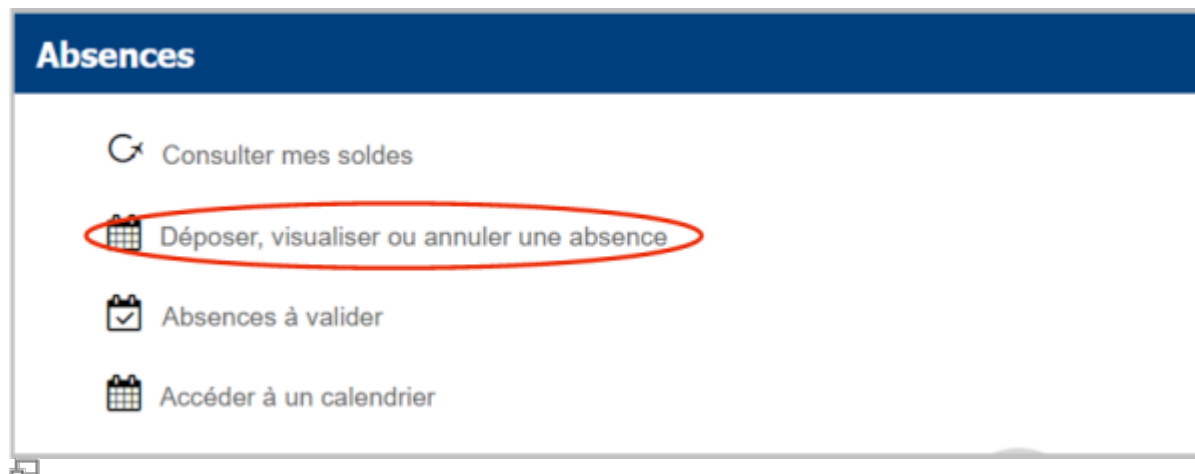 Absences
Consulter mes soldes
Déposer, visualiser ou annuler une absence
Absences à valider
Accéder à un calendrier